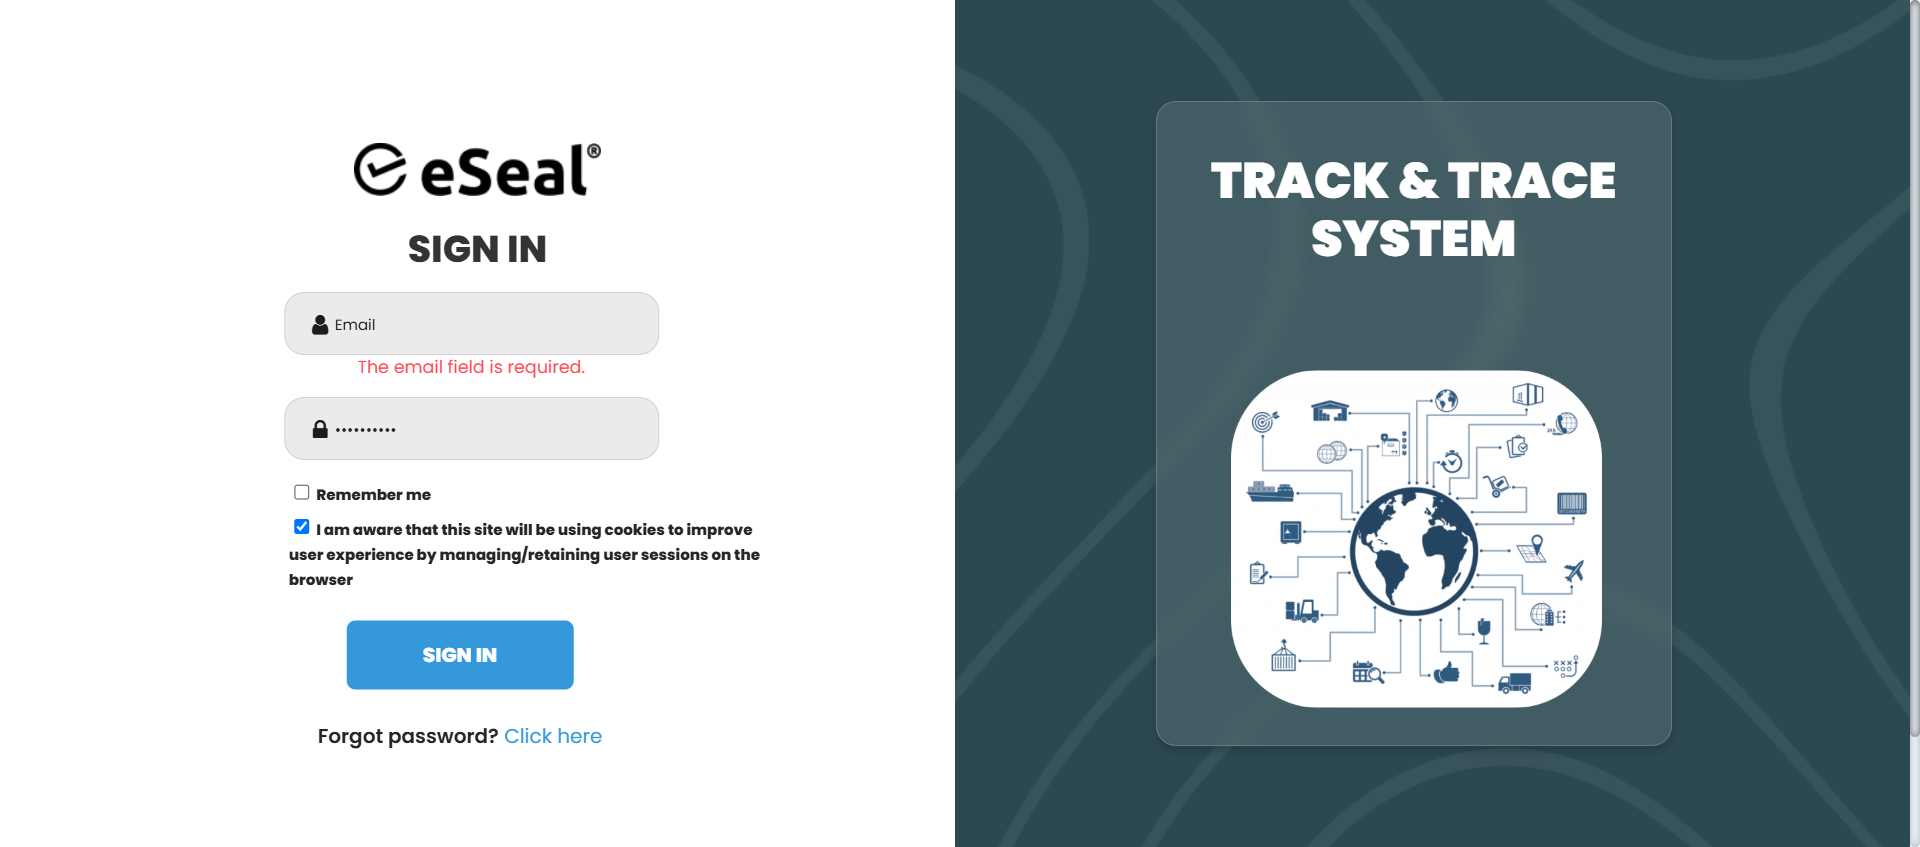 eSeal®
SIGN IN
Email
The email field is required.
••••••••••
Remember me
I am aware that this site will be using cookies to improve
user experience by managing/retaining user sessions on the
browser
SIGN IN
Forgot password? Click here
TRACK & TRACE
SYSTEM